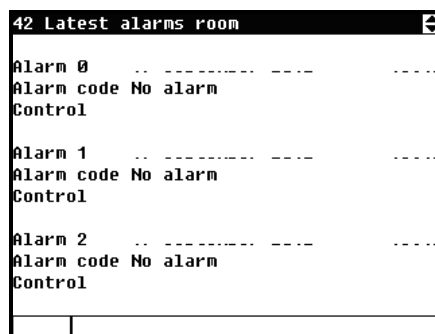 42 Latest alarms room
Alarm 0 .. --------.--- --.-- ..-.-
Alarm code No alarm
Control
Alarm 1 .. --------.--- --.-- ..-.-
Alarm code No alarm
Control
Alarm 2 .. --------.--- --.-- ..-.-
Alarm code No alarm
Control